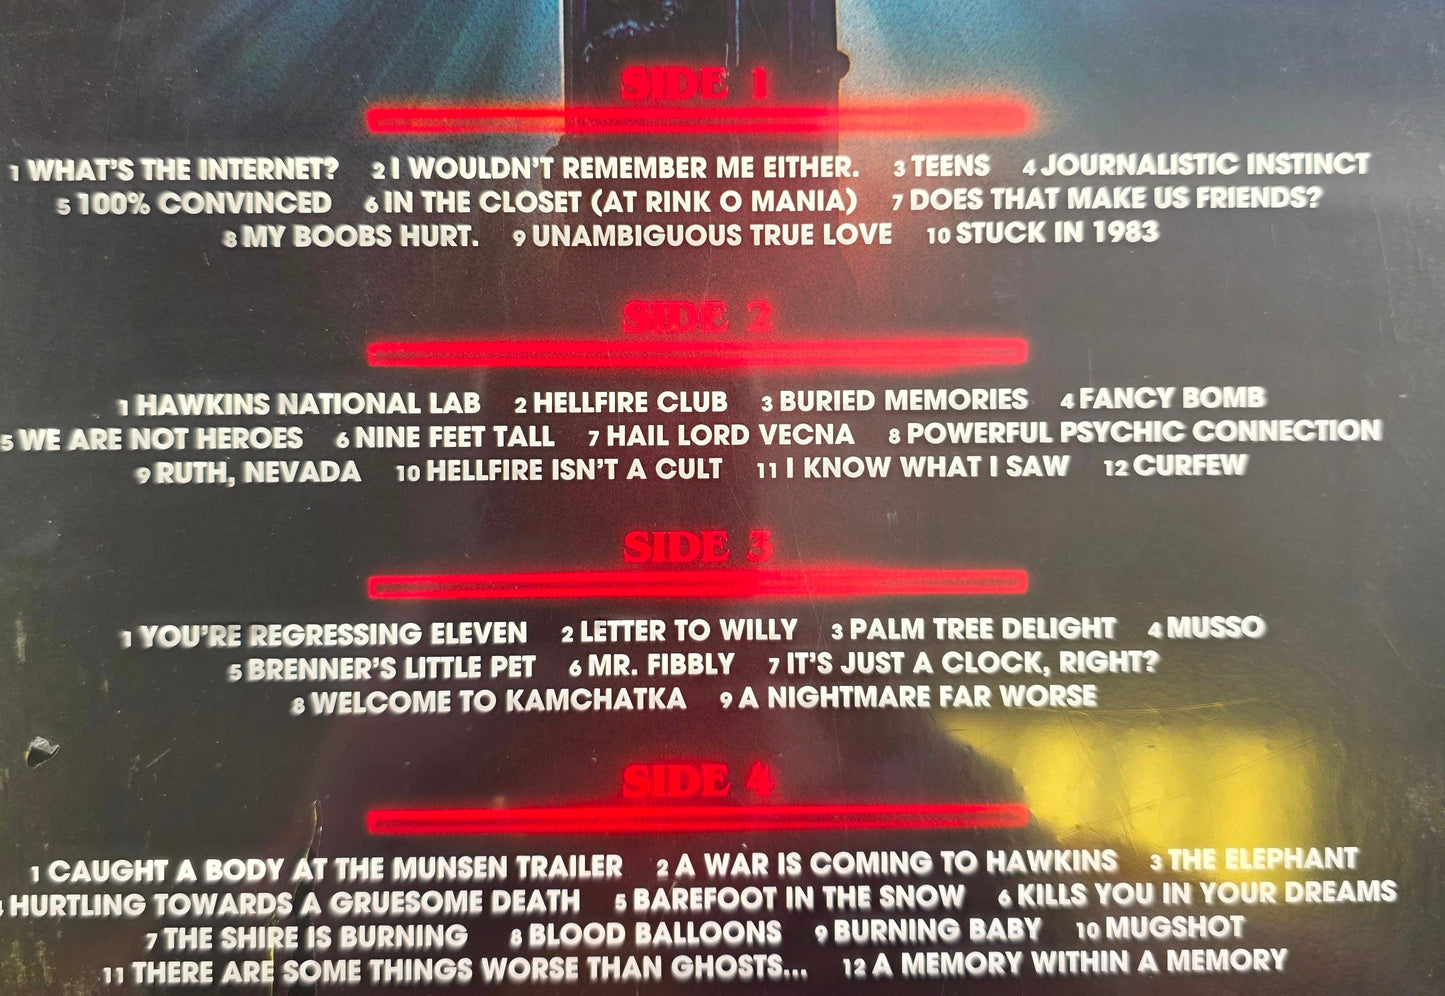 SIDE 1
1 WHAT'S THE INTERNET? 2 I WOULDN'T REMEMBER ME EITHER. 3 TEENS 4 JOURNALISTIC INSTINCT
5 100% CONVINCED 6 IN THE CLOSET (AT RINK O MANIA) 7 DOES THAT MAKE US FRIENDS?
8 MY BOOBS HURT. 9 UNAMBIGUOUS TRUE LOVE 10 STUCK IN 1983
SIDE 2
1 HAWKINS NATIONAL LAB 2 HELLFIRE CLUB 3 BURIED MEMORIES 4 FANCY BOMB
5 WE ARE NOT HEROES 6 NINE FEET TALL 7 HAIL LORD VECNA 8 POWERFUL PSYCHIC CONNECTION
9 RUTH, NEVADA 10 HELLFIRE ISN'T A CULT 11 I KNOW WHAT I SAW 12 CURFEW
SIDE 3
1 YOU'RE REGRESSING ELEVEN 2 LETTER TO WILLY 3 PALM TREE DELIGHT 4 MUSSO
5 BRENNER'S LITTLE PET 6 MR. FIBBLY 7 IT'S JUST A CLOCK, RIGHT?
8 WELCOME TO KAMCHATKA 9 A NIGHTMARE FAR WORSE
SIDE 4
1 CAUGHT A BODY AT THE MUNSEN TRAILER 2 A WAR IS COMING TO HAWKINS 3 THE ELEPHANT
4 HURTLING TOWARDS A GRUESOME DEATH 5 BAREFOOT IN THE SNOW 6 KILLS YOU IN YOUR DREAMS
7 THE SHIRE IS BURNING 8 BLOOD BALLOONS 9 BURNING BABY 10 MUGSHOT
11 THERE ARE SOME THINGS WORSE THAN GHOSTS... 12 A MEMORY WITHIN A MEMORY